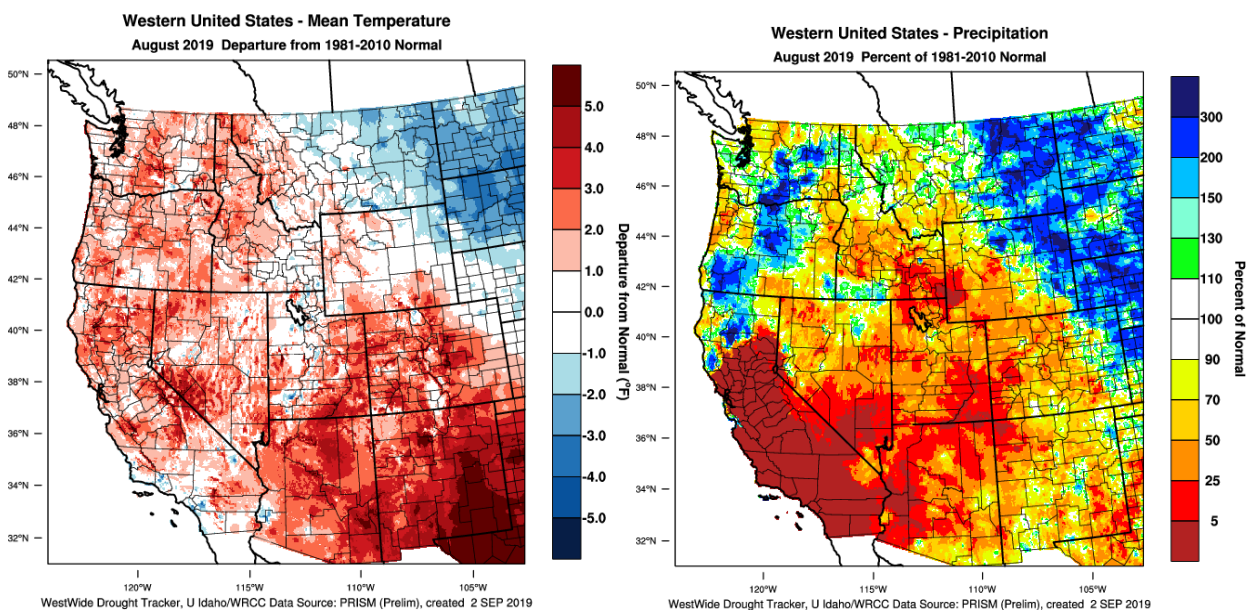 Western United States - Mean Temperature
August 2019 Departure from 1981-2010 Normal
50°N
48°N
46°N
44°N
42°N
40°N
38°N
36°N
34°N
32°N
120°W
114°W
110°W
105°W
5.0
4.0
3.0
2.0
1.0
0.0
-1.0
-2.0
-3.0
-4.0
-5.0
Departure from Normal (°F)
WestWide Drought Tracker, U Idaho/WRCC Data Source: PRISM (Prelim), created 2 SEP 2019
Western United States - Precipitation
August 2019 Percent of 1981-2010 Normal
50°N
48°N
46°N
44°N
42°N
40°N
38°N
36°N
34°N
32°N
120°W
114°W
110°W
105°W
300
200
150
130
110
100
90
70
50
25
5
Percent of Normal
WestWide Drought Tracker, U Idaho/WRCC Data Source: PRISM (Prelim), created 2 SEP 2019